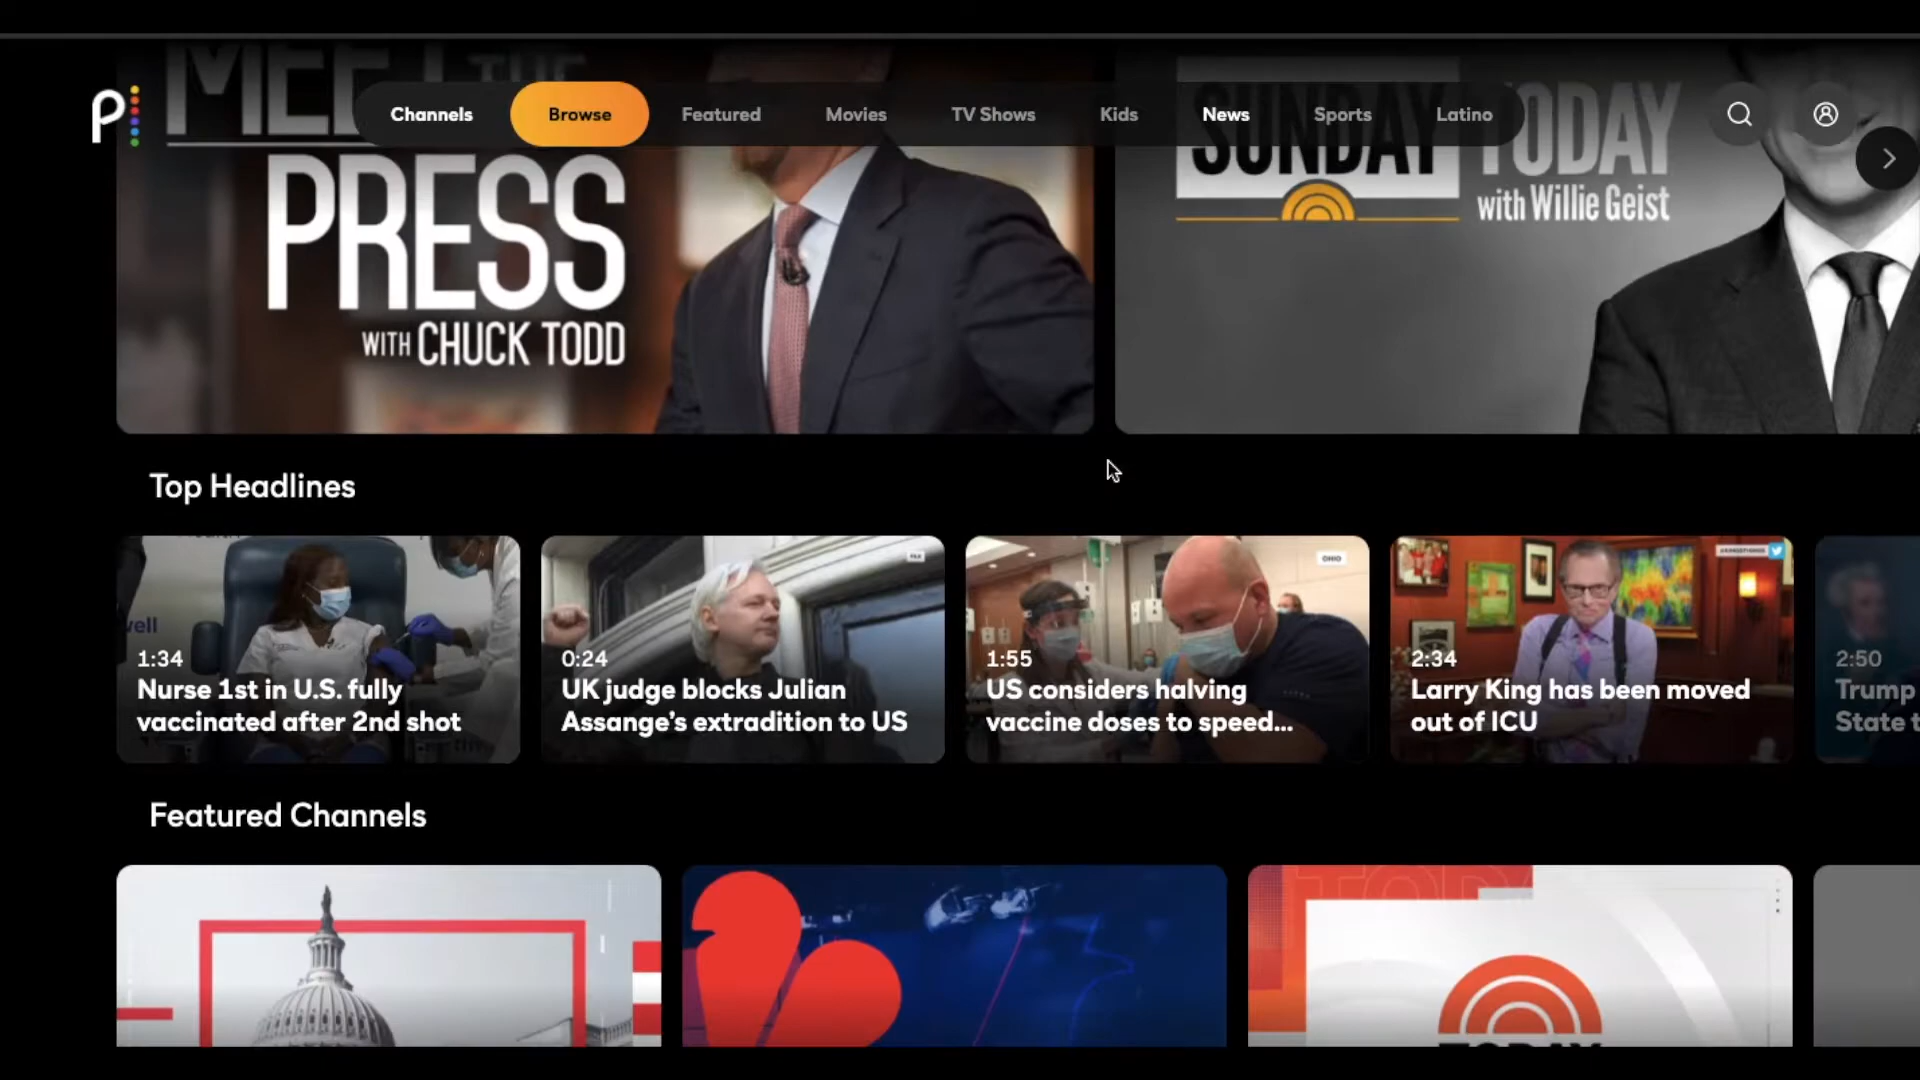 MEET THE
PRESS
WITH CHUCK TODD
Channels
Browse
Featured
Movies
TV Shows
Kids
News
Sports
Latino
SUNDAY TODAY
with Willie Geist
Top Headlines
1:34
Nurse 1st in U.S. fully
vaccinated after 2nd shot
0:24
UK judge blocks Julian
Assange's extradition to US
1:55
US considers halving
vaccine doses to speed...
OHIO
2:34
Larry King has been moved
out of ICU
2:50
Trump
State t
Featured Channels
TODAY